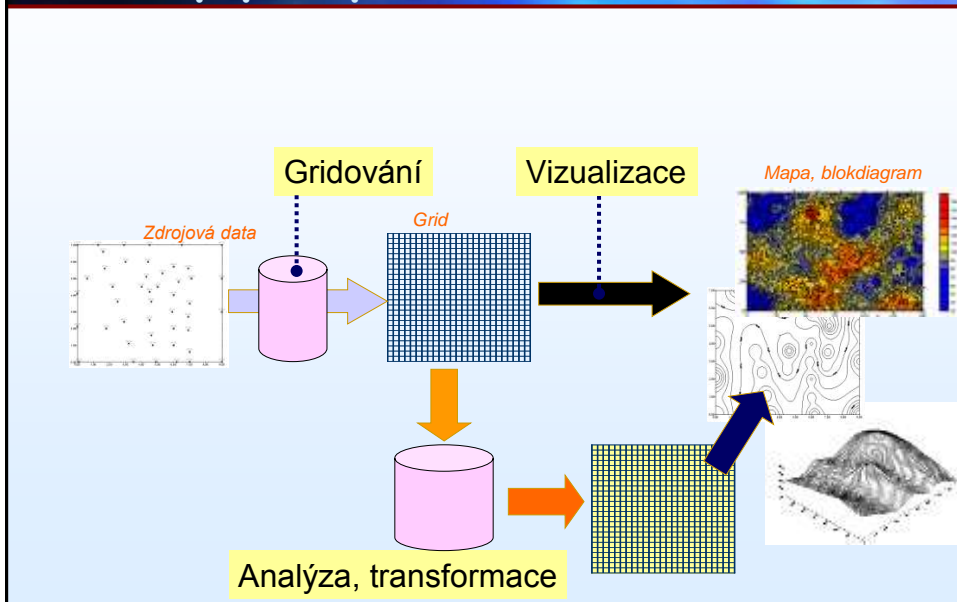 Gridování
Vizualizace
Mapa, blokdiagram
Zdrojová data
Grid
Analýza, transformace